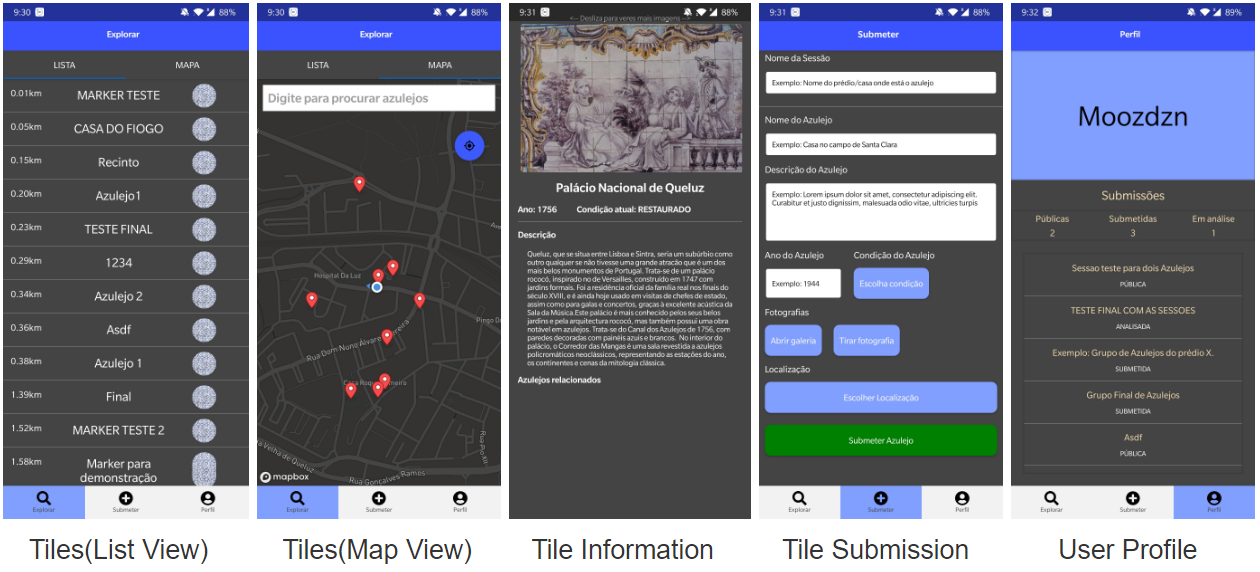 9:30 88%
Explorar
LISTA MAPA
0.01km MARKER TESTE
0.05km CASA DO FIOGO
0.15km Recinto
0.20km Azulejo1
0.23km TESTE FINAL
0.29km 1234
0.34km Azulejo 2
0.36km Asdf
0.38km Azulejo 1
1.39km Final
1.52km MARKER TESTE 2
1.58km Marker para
demonstração
Explorar Submeter Perfil
Tiles(List View)
9:30 88%
Explorar
LISTA MAPA
Digite para procurar azulejos
Hospital Da Luz
Pingo Do
Rua Dom Nuno Álvares Pereira
Casa Roque Pinheiro
Rua Pio XII
Velha de Queluz
Rua Gonçalves Ramos
mapbox
Explorar Submeter Perfil
Tiles(Map View)
9:31 88%
<-- Desliza para veres mais imagens -->
Palácio Nacional de Queluz
Ano: 1756 Condição atual: RESTAURADO
Descrição
Queluz, que se situa entre Lisboa e Sintra, seria um subúrbio como
outro qualquer se não tivesse uma grande atracão que é um dos
mais belos monumentos de Portugal. Trata-se de um palácio
rococó, inspirado no de Versailles, construido em 1747 com
jardins formais. Foi a residência oficial da família real nos finais do
século XVIII, e é ainda hoje usado em visitas de chefes de estado,
assim como para galas e concertos, graças à excelente acústica da
Sala da Música.Este palácio é mais conhecido pelos seus belos
jardins e pela arquitetura rococó, mas também possui uma obra
notável em azulejos. Trata-se do Canal dos Azulejos de 1756, com
paredes decoradas com painéis azuis e brancos. No interior do
palácio, o Corredor das Mangas é uma sala revestida a azulejos
policromáticos neoclássicos, representando as estações do ano,
os continentes e cenas da mitologia clássica.
Azulejos relacionados
Tile Information
9:31 88%
Submeter
Nome da Sessão
Exemplo: Nome do prédio/casa onde está o azulejo
Nome do Azulejo
Exemplo: Casa no campo de Santa Clara
Descrição do Azulejo
Exemplo: Lorem ipsum dolor sit amet, consectetur adipiscing elit.
Curabitur et justo dignissim, malesuada odio vitae, ultricies turpis
Ano do Azulejo Condição do Azulejo
Exemplo: 1944 Escolha condição
Fotografias
Abrir galeria Tirar fotografia
Localização
Escolher Localização
Submeter Azulejo
Explorar Submeter Perfil
Tile Submission
9:32 89%
Perfil
Moozdzn
Submissões
Públicas Submetidas Em análise
2 3 1
Sessao teste para dois Azulejos
PÚBLICA
TESTE FINAL COM AS SESSOES
ANALISADA
Exemplo: Grupo de Azulejos do prédio X.
SUBMETIDA
Grupo Final de Azulejos
SUBMETIDA
Asdf
PÚBLICA
Explorar Submeter Perfil
User Profile